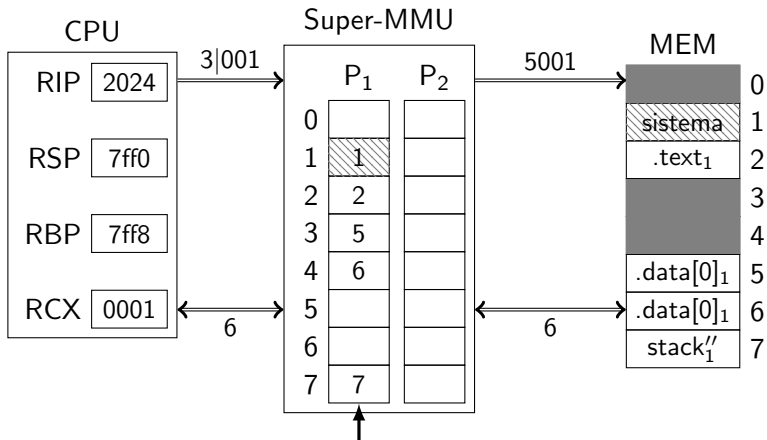 CPU
RIP 2024
RSP 7ff0
RBP 7ff8
RCX 0001
3|001
6
Super-MMU
P₁ P₂
0
1 1
2 2
3 5
4 6
5
6
7 7
5001
6
MEM
0
sistema 1
.text₁ 2
3
4
.data[0]₁ 5
.data[0]₁ 6
stack″₁ 7